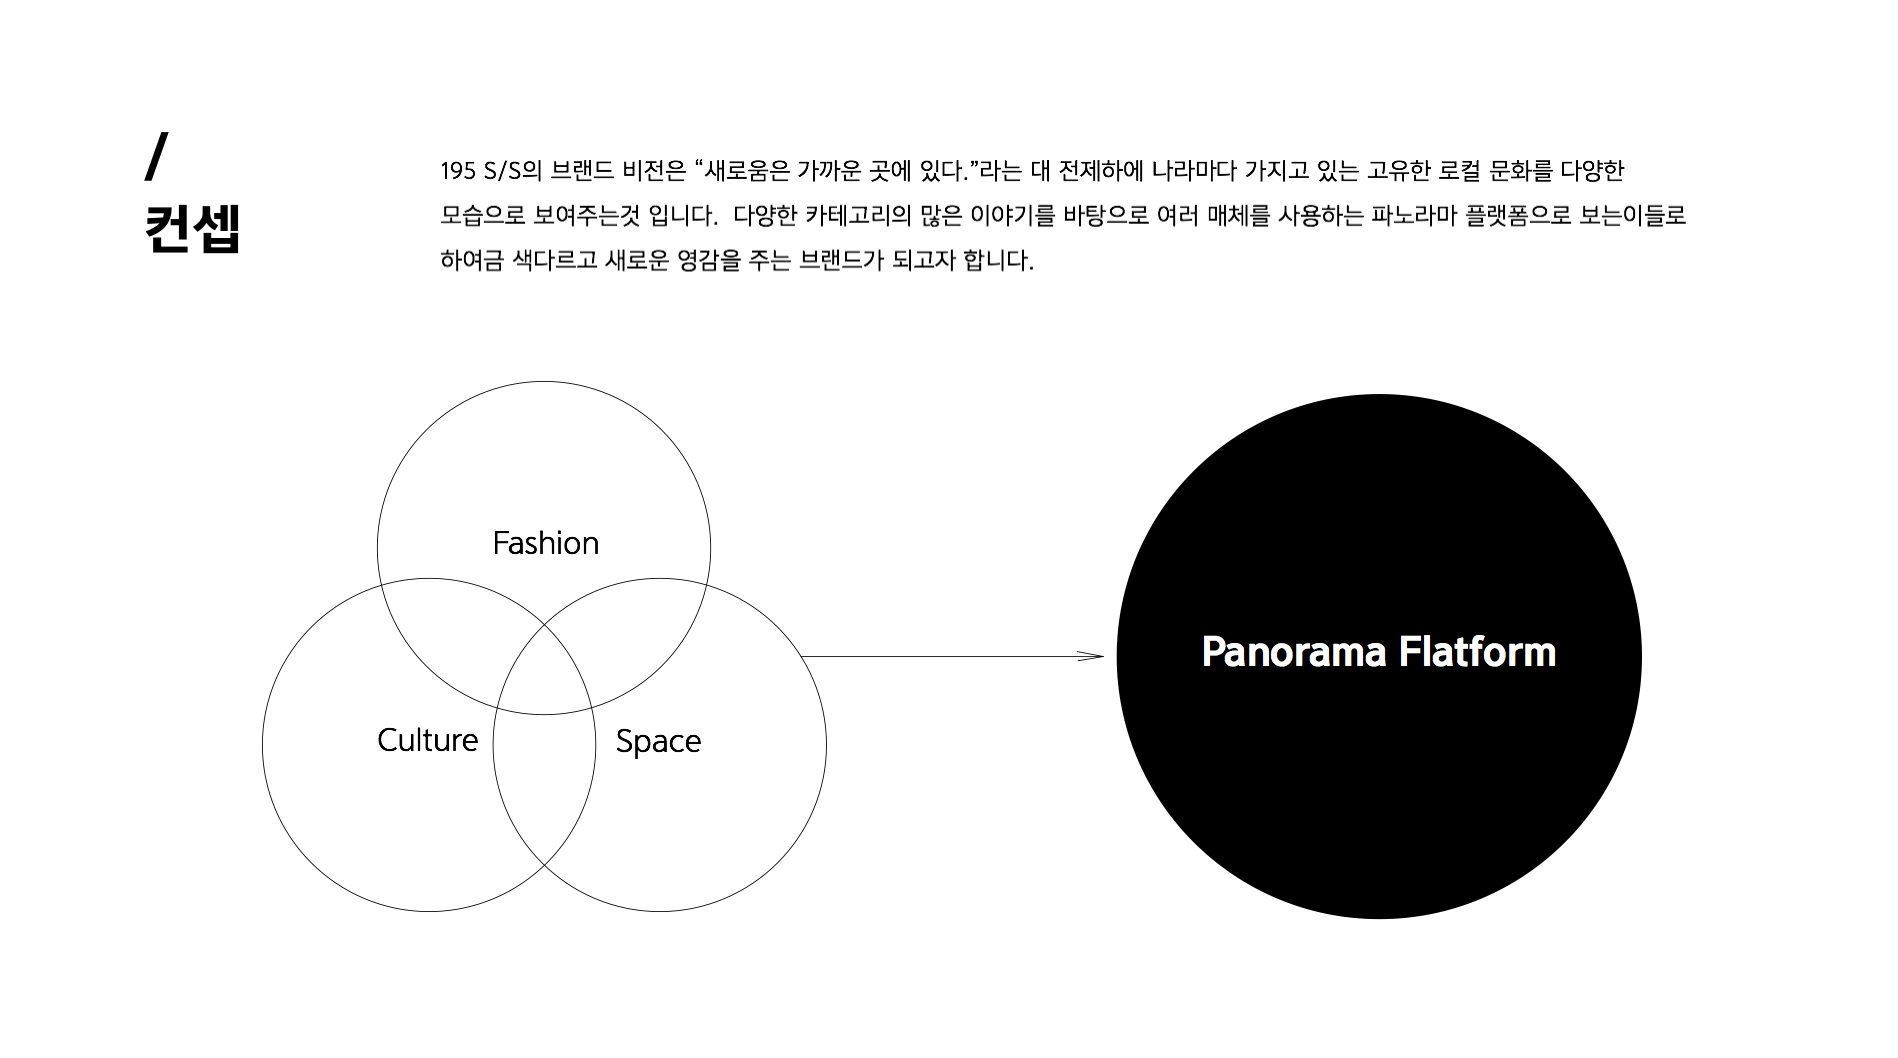 /
컨셉
195 S/S의 브랜드 비전은 “새로움은 가까운 곳에 있다.”라는 대 전제하에 나라마다 가지고 있는 고유한 로컬 문화를 다양한
모습으로 보여주는것 입니다.  다양한 카테고리의 많은 이야기를 바탕으로 여러 매체를 사용하는 파노라마 플랫폼으로 보는이들로
하여금 색다르고 새로운 영감을 주는 브랜드가 되고자 합니다.
Fashion
Culture
Space
Panorama Flatform